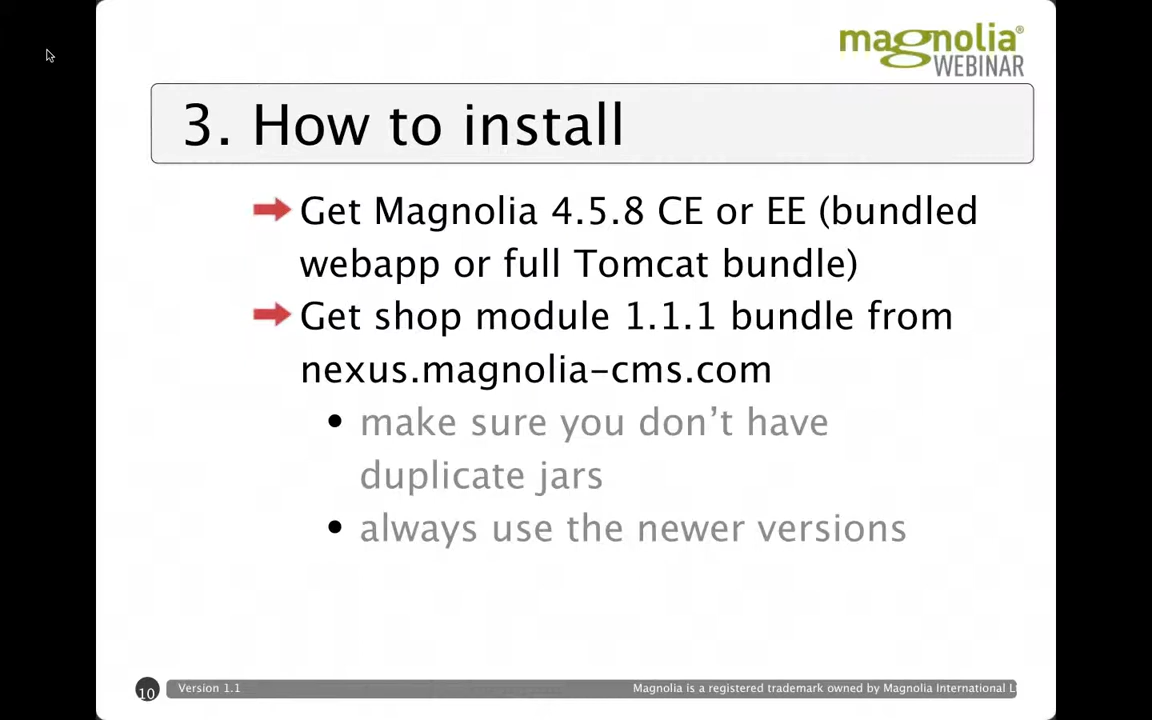 magnolia®
WEBINAR
3. How to install
Get Magnolia 4.5.8 CE or EE (bundled
webapp or full Tomcat bundle)
Get shop module 1.1.1 bundle from
nexus.magnolia-cms.com
• make sure you don’t have
duplicate jars
• always use the newer versions
10
Version 1.1
Magnolia is a registered trademark owned by Magnolia International